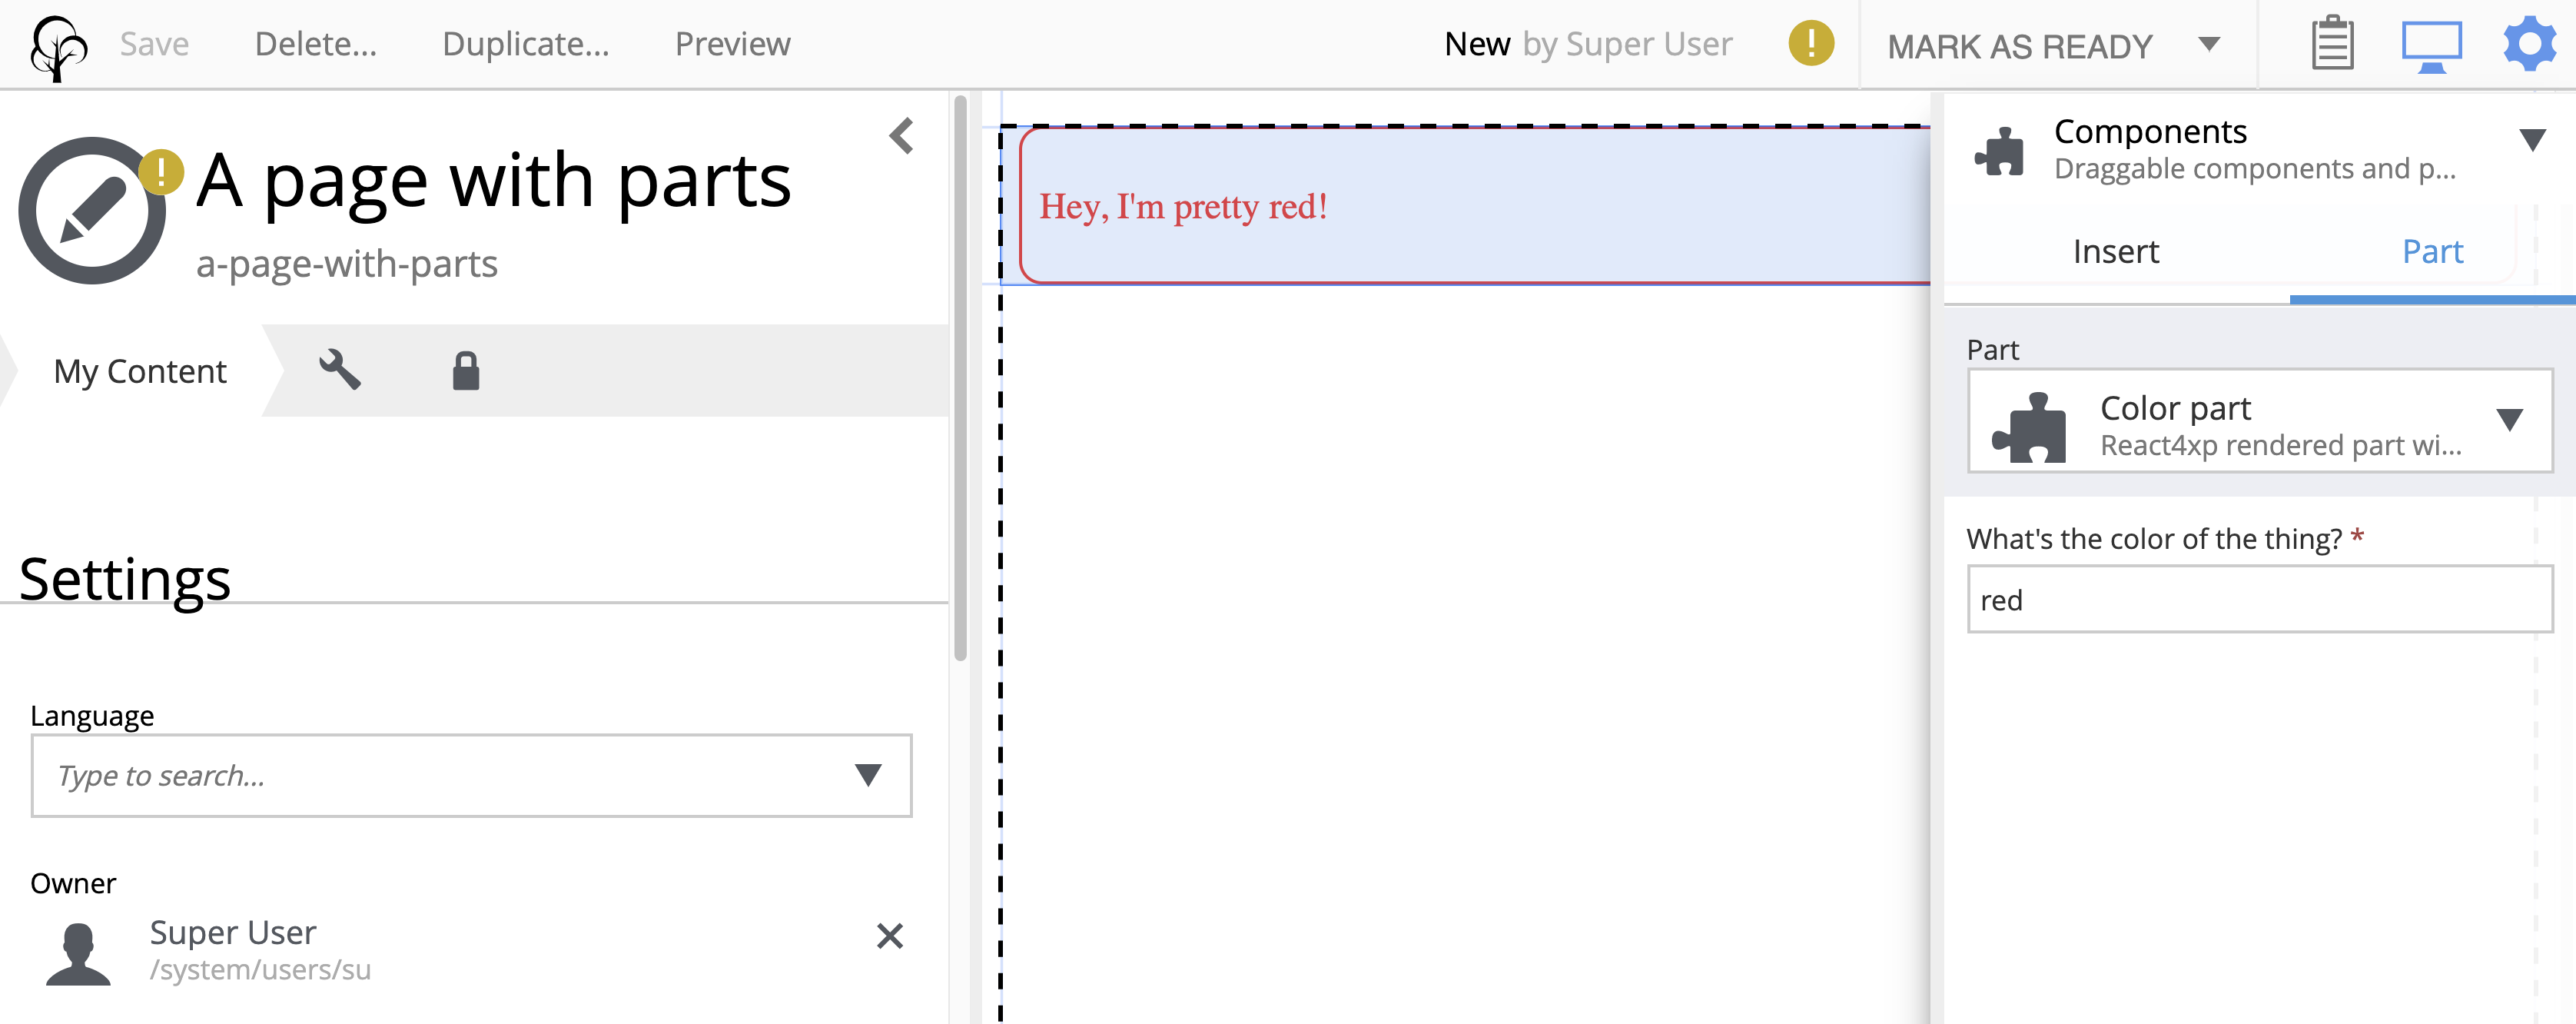 Save Delete... Duplicate... Preview New by Super User ! MARK AS READY
! A page with parts
a-page-with-parts
My Content
Settings
Language
Type to search...
Owner
Super User
/system/users/su
Hey, I'm pretty red!
Components
Draggable components and p...
Insert Part
Part
Color part
React4xp rendered part wi...
What's the color of the thing? *
red